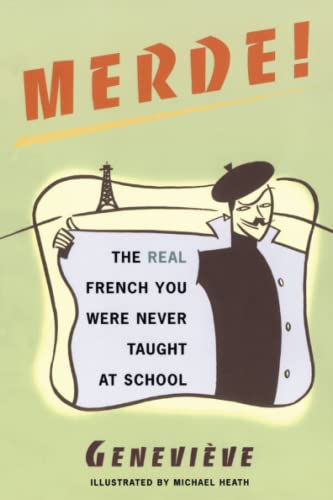 MERDE!
THE REAL
FRENCH YOU
WERE NEVER
TAUGHT
AT SCHOOL
GENEVIÈVE
ILLUSTRATED BY MICHAEL HEATH